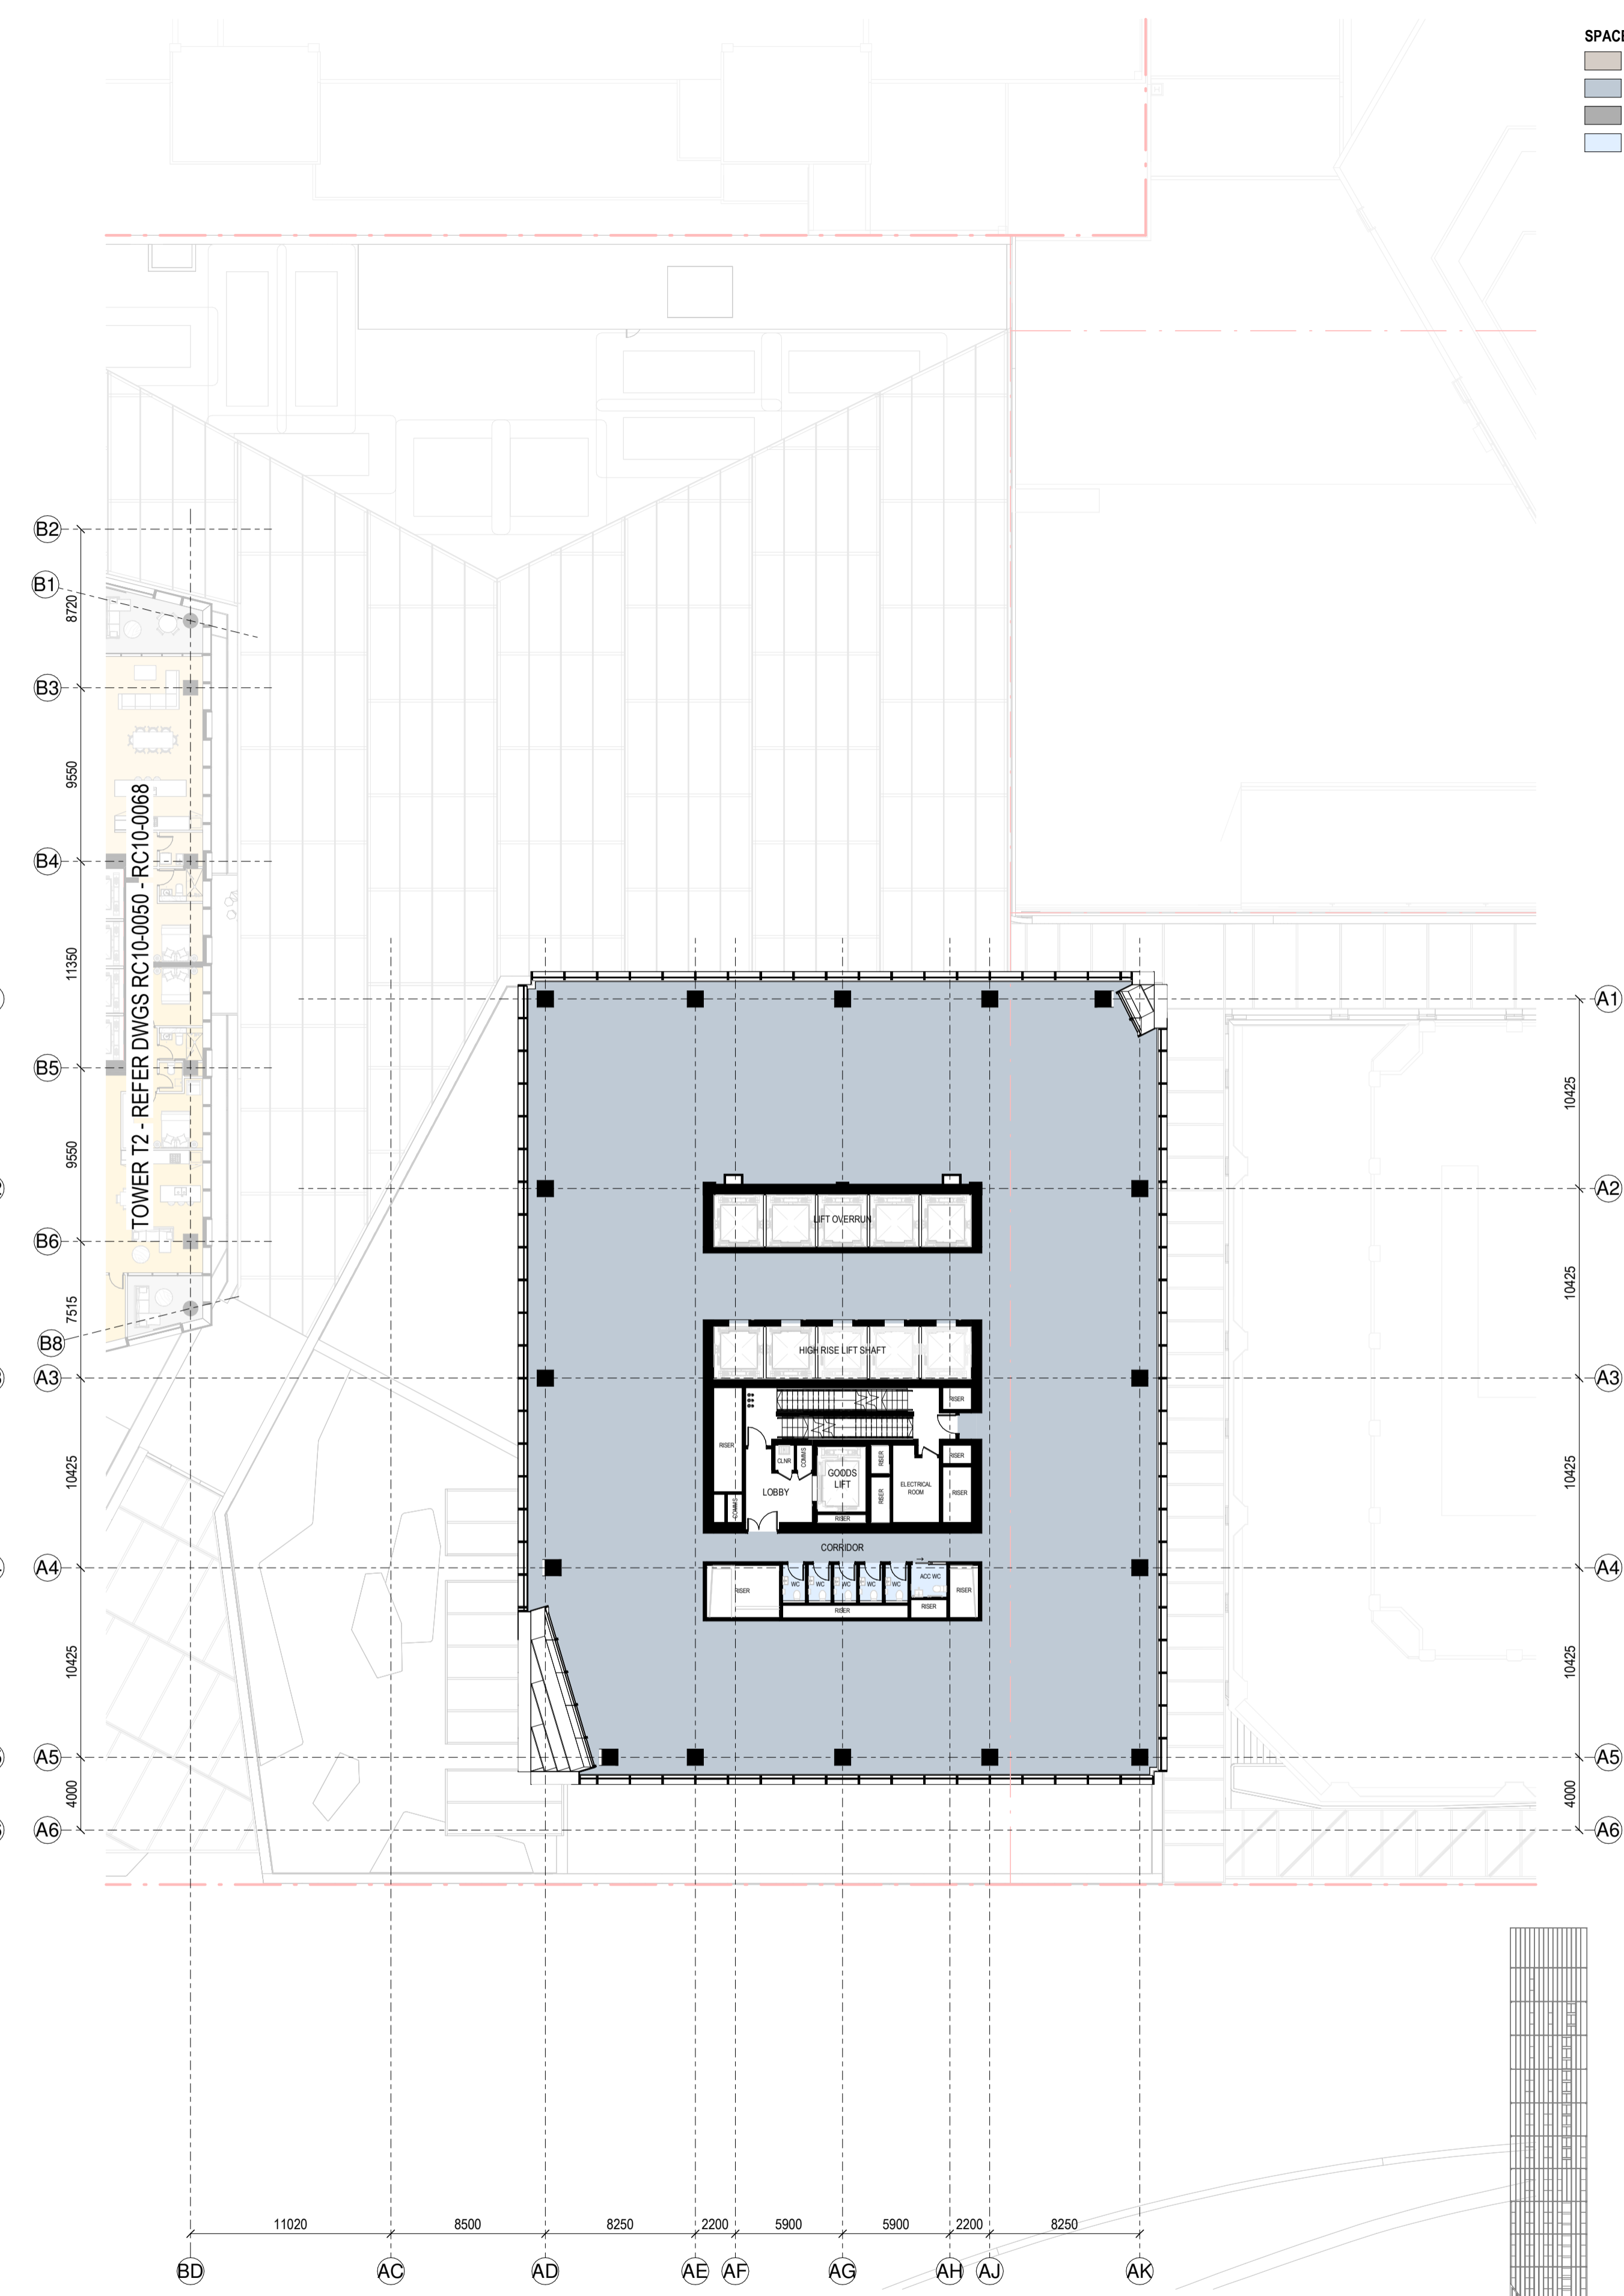 SPAC
B2
B1
8720
B3
9550
B4
TOWER T2 - REFER DWGS RC10-0050 - RC10-0068
11350
A1
B5
10425
9550
A2
B6
LIFT OVERRUN
7515
10425
B8
HIGH RISE LIFT SHAFT
A3
A3
RISER
RISER
CLNR
COMMS
RISER
RISER
GOODS
LIFT
ELECTRICAL
ROOM
10425
10425
LOBBY
RISER
RISER
COMMS
RISER
CORRIDOR
A4
A4
RISER
WC
WC
WC
WC
WC
ACC WC
RISER
RISER
RISER
10425
10425
A5
A5
4000
4000
A6
A6
11020
8500
8250
2200
5900
5900
2200
8250
BD
AC
AD
AE
AF
AG
AH
AJ
AK